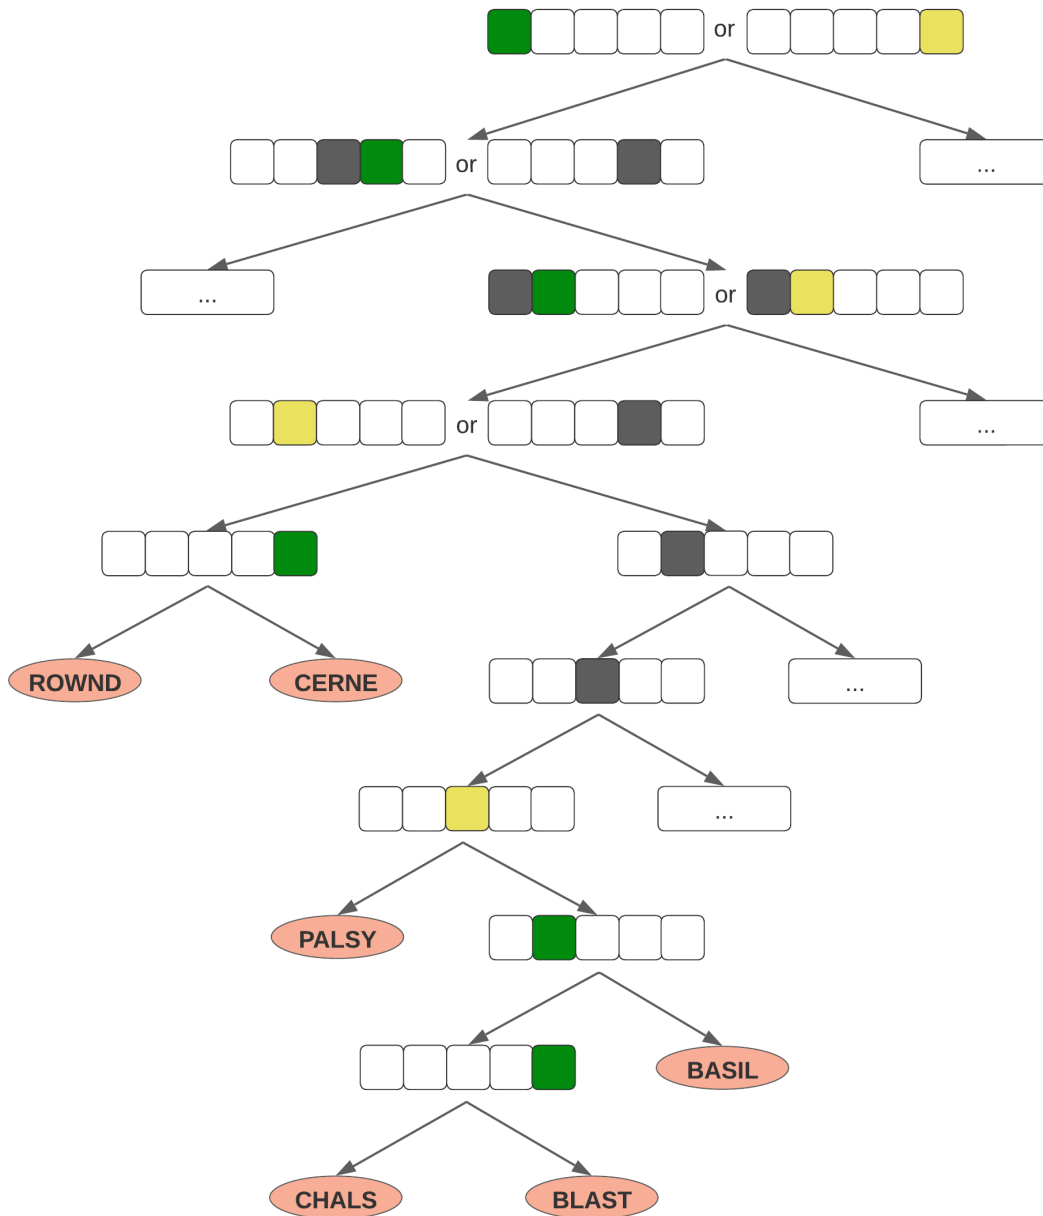 or
or
...
...
or
or
...
ROWND
CERNE
...
...
PALSY
BASIL
CHALS
BLAST